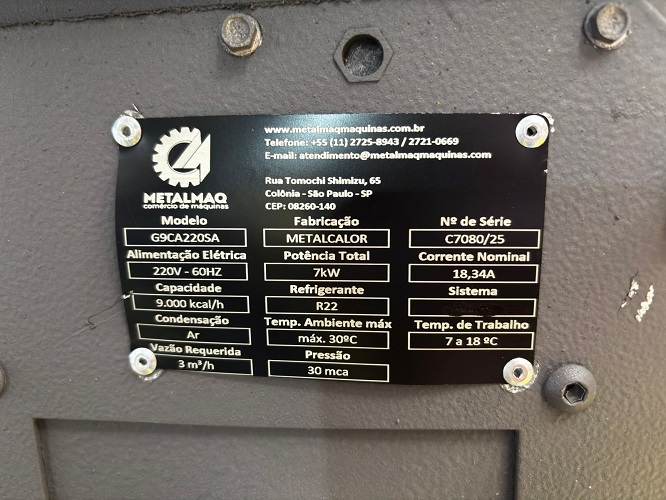 www.metalmaqmaquinas.com.br
Telefone: +55 (11) 2725-8943 / 2721-0669
E-mail: atendimento@metalmaqmaquinas.com
Rua Tomochi Shimizu, 65
Colônia - São Paulo - SP
CEP: 08260-140
METALMAQ
comércio de máquinas
Modelo Fabricação Nº de Série
G9CA220SA METALCALOR C7080/25
Alimentação Elétrica Potência Total Corrente Nominal
220V - 60HZ 7kW 18,34A
Capacidade Refrigerante Sistema
9.000 kcal/h R22
Condensação Temp. Ambiente máx Temp. de Trabalho
Ar máx. 30ºC 7 a 18 ºC
Vazão Requerida Pressão
3 m³/h 30 mca